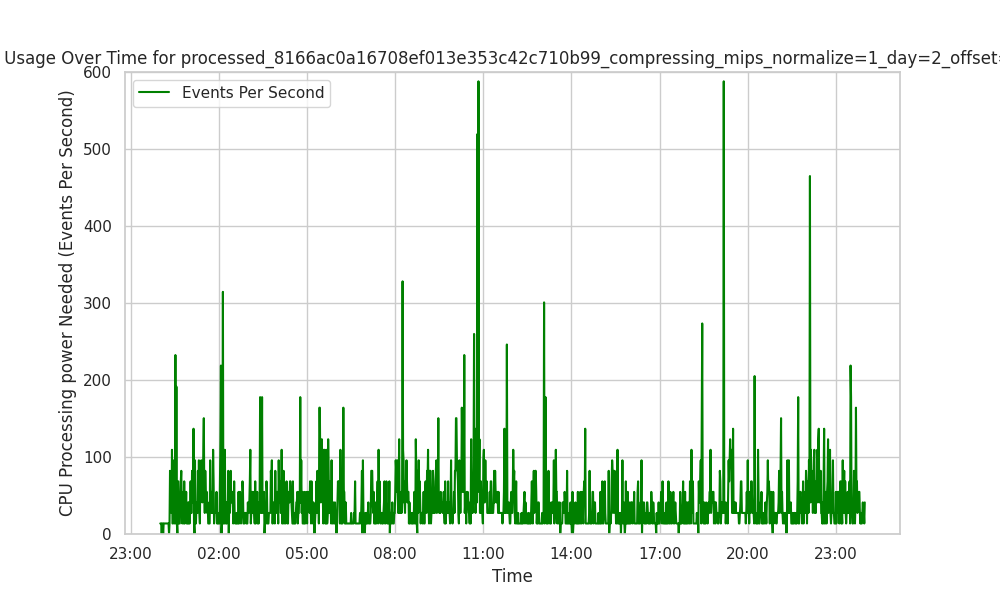 Usage Over Time for processed_8166ac0a16708ef013e353c42c710b99_compressing_mips_normalize=1_day=2_offset=
Events Per Second
CPU Processing power Needed (Events Per Second)
600
500
400
300
200
100
0
23:00 02:00 05:00 08:00 11:00 14:00 17:00 20:00 23:00
Time